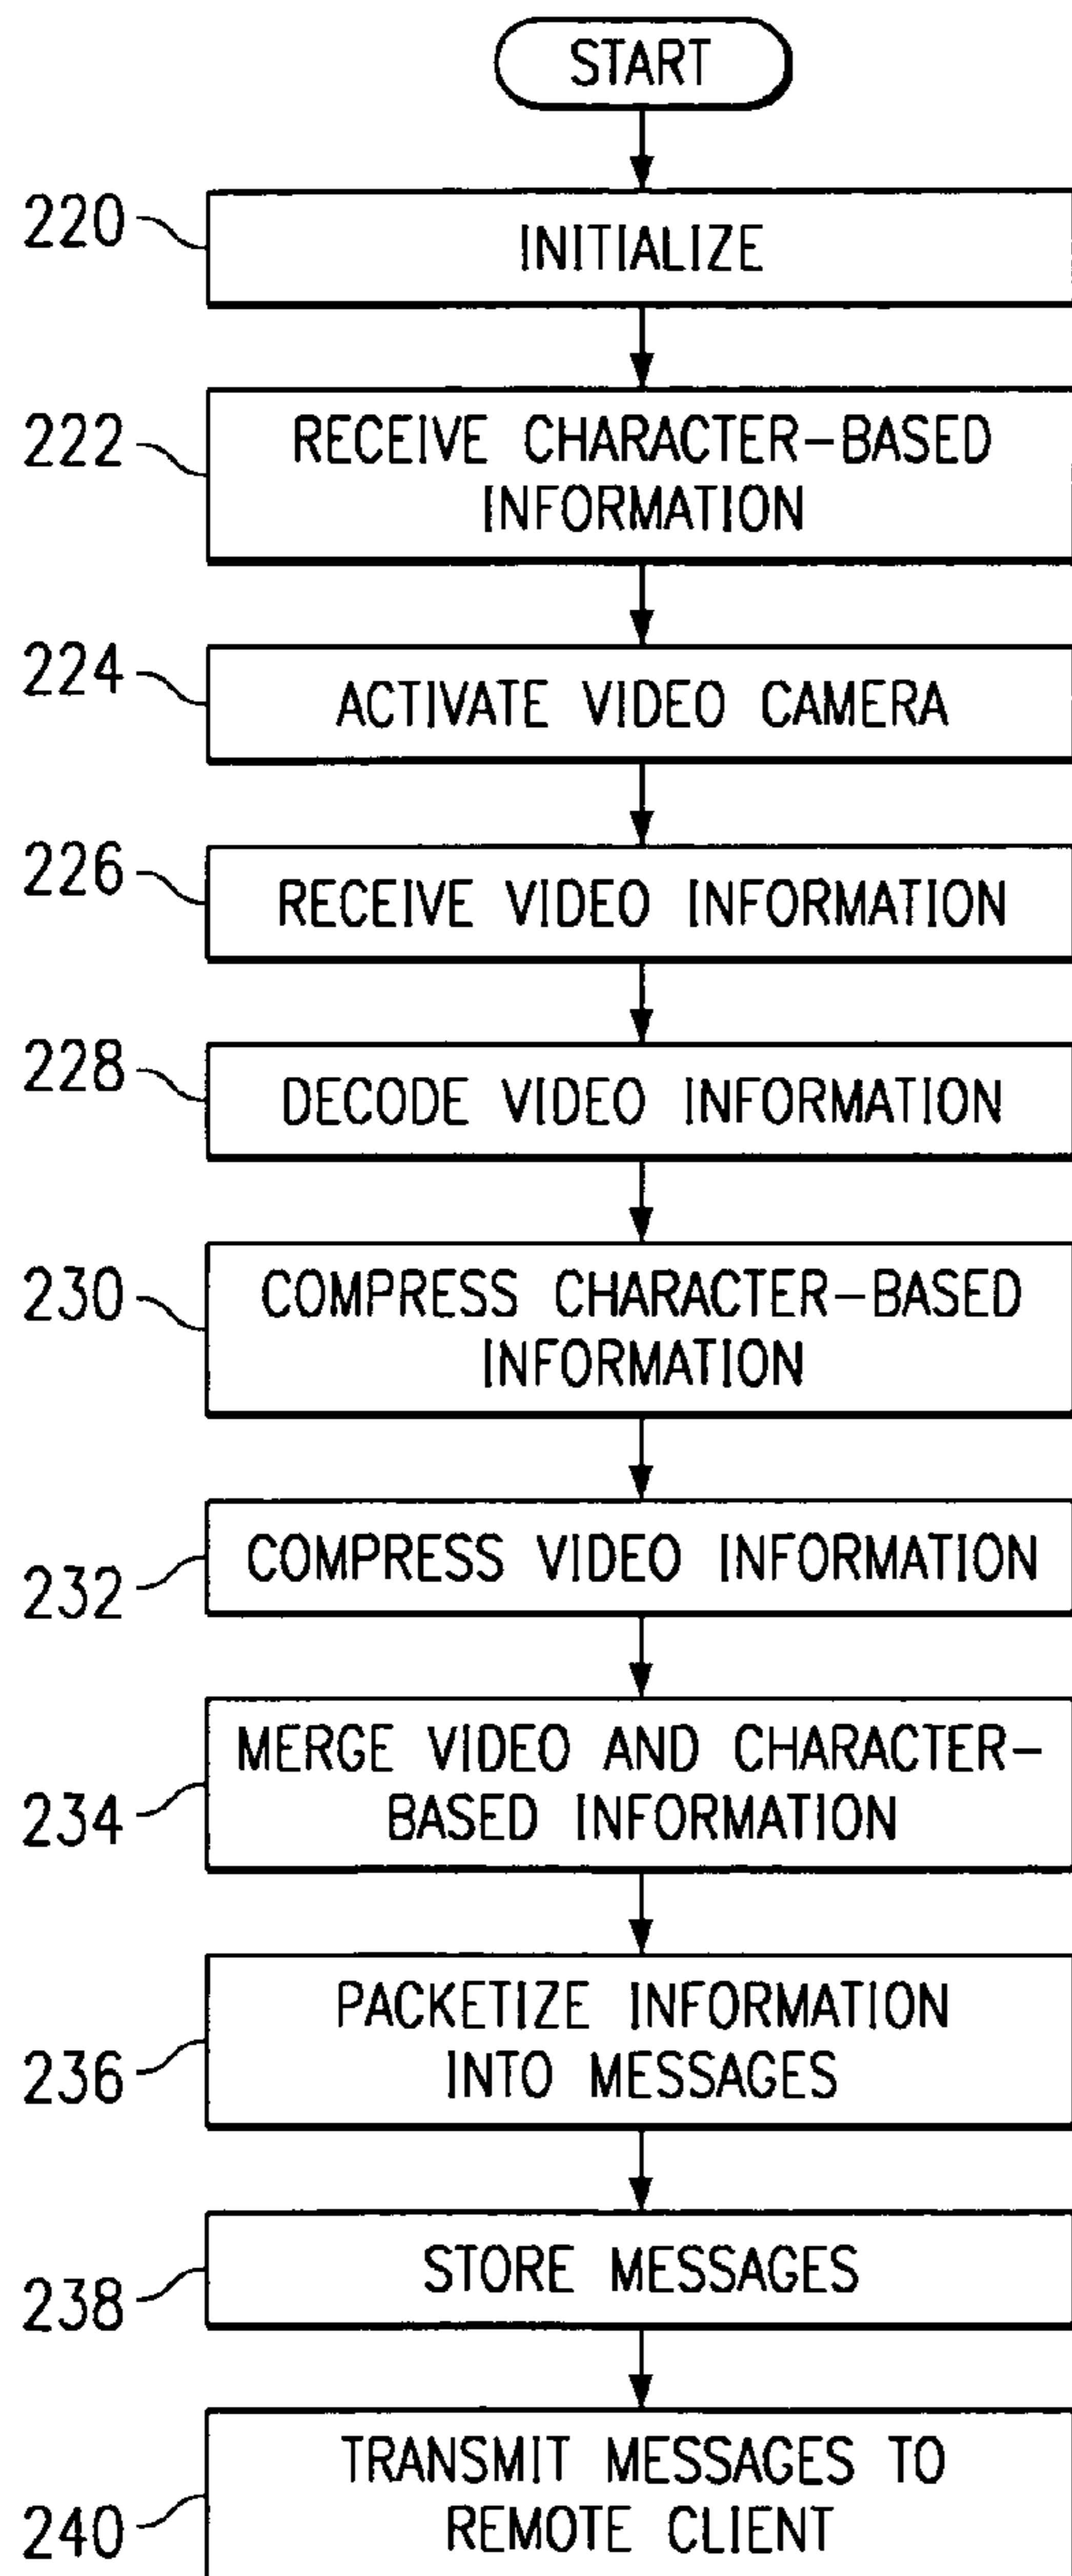 START
220
INITIALIZE
222
RECEIVE CHARACTER-BASED
INFORMATION
224
ACTIVATE VIDEO CAMERA
226
RECEIVE VIDEO INFORMATION
228
DECODE VIDEO INFORMATION
230
COMPRESS CHARACTER-BASED
INFORMATION
232
COMPRESS VIDEO INFORMATION
234
MERGE VIDEO AND CHARACTER-
BASED INFORMATION
236
PACKETIZE INFORMATION
INTO MESSAGES
238
STORE MESSAGES
240
TRANSMIT MESSAGES TO
REMOTE CLIENT